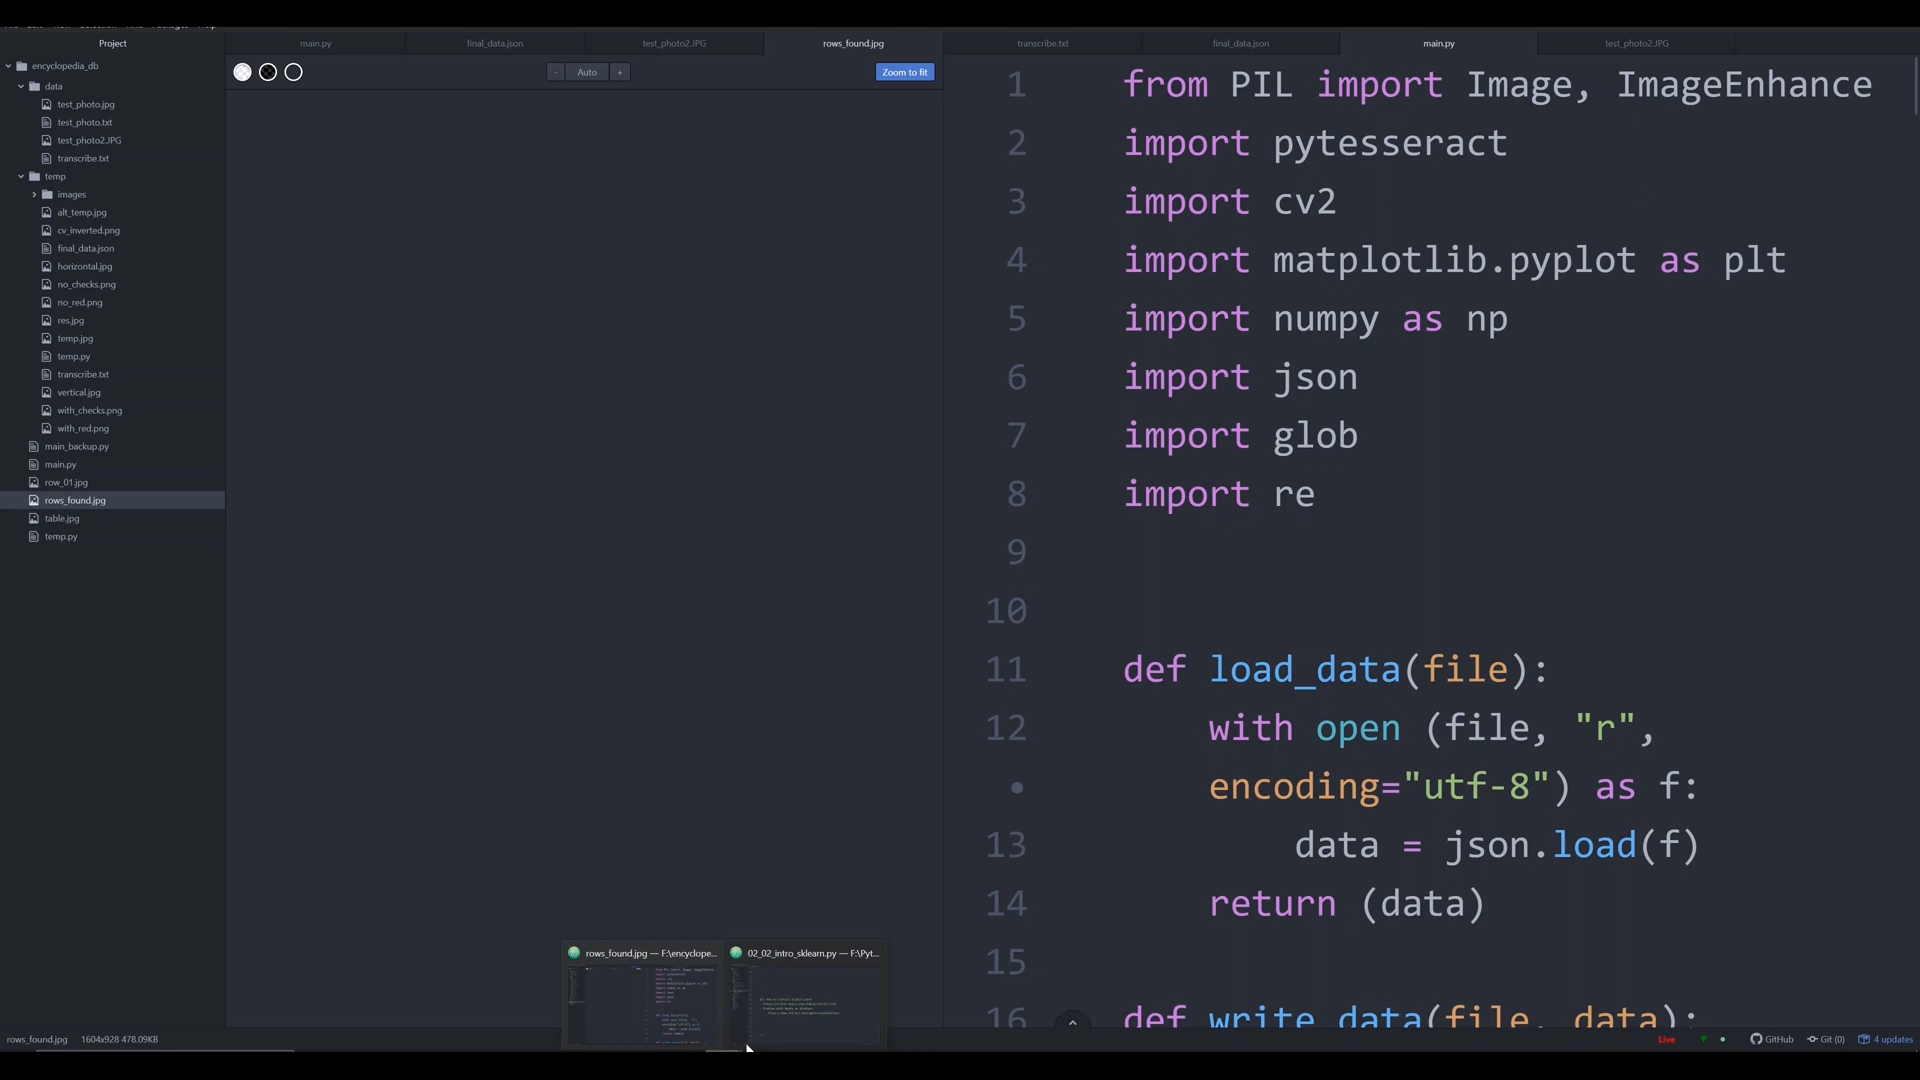 Project
encyclopedia_db
data
test_photo.jpg
test_photo.txt
test_photo2.JPG
transcribe.txt
temp
images
alt_temp.jpg
cv_inverted.png
final_data.json
horizontal.jpg
no_checks.png
no_red.png
res.jpg
temp.jpg
temp.py
transcribe.txt
vertical.jpg
with_checks.png
with_red.png
main_backup.py
main.py
row_01.jpg
rows_found.jpg
table.jpg
temp.py
main.py final_data.json test_photo2.JPG rows_found.jpg
- Auto + Zoom to fit
transcribe.txt final_data.json main.py test_photo2.JPG
1 from PIL import Image, ImageEnhance
2 import pytesseract
3 import cv2
4 import matplotlib.pyplot as plt
5 import numpy as np
6 import json
7 import glob
8 import re
9
10
11 def load_data(file):
12 with open (file, "r",
• encoding="utf-8") as f:
13 data = json.load(f)
14 return (data)
15
16 def write_data(file, data):
rows_found.jpg — F:\encyclope...
02_02_intro_sklearn.py — F:\Pyt...
rows_found.jpg 1604x928 478.09KB
Live GitHub Git (0) 4 updates